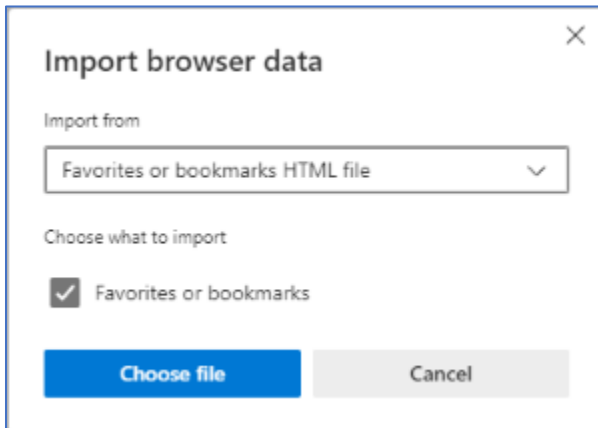 Import browser data
Import from
Favorites or bookmarks HTML file
Choose what to import
Favorites or bookmarks
Choose file
Cancel